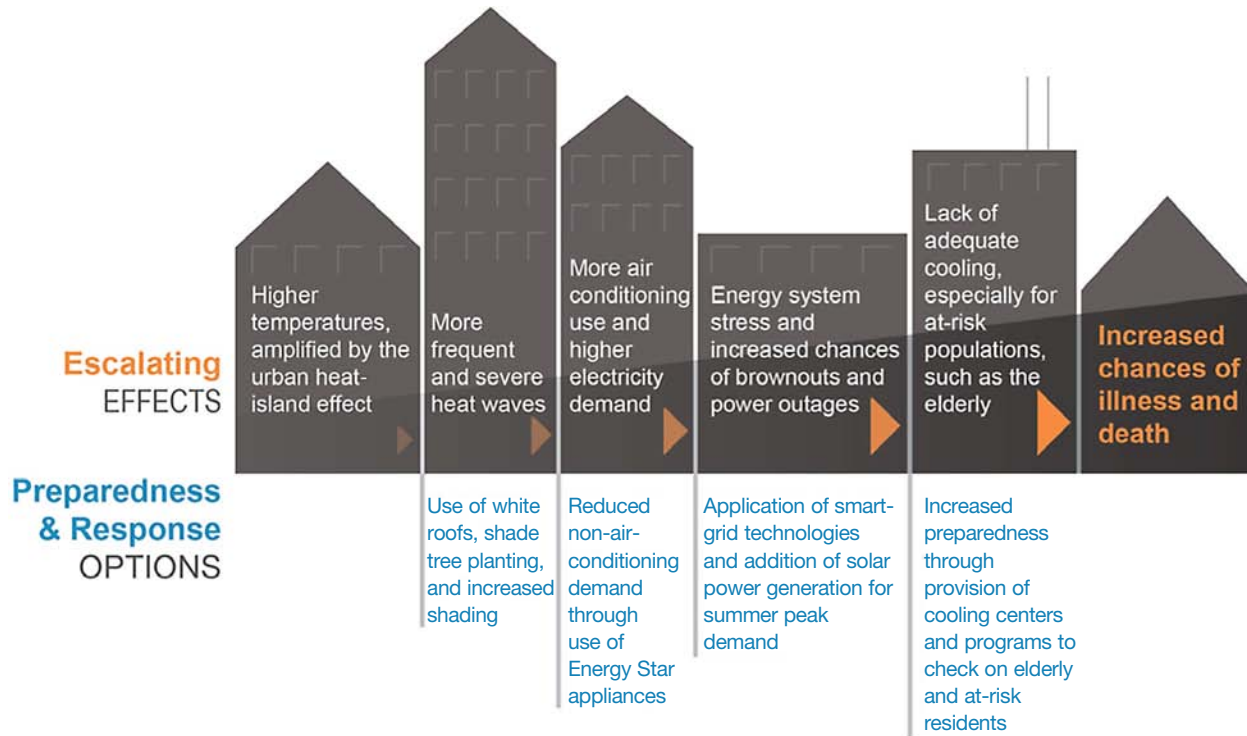 Escalating
EFFECTS
Higher
temperatures,
amplified by the
urban heat-
island effect
More
frequent
and severe
heat waves
More air
conditioning
use and
higher
electricity
demand
Energy system
stress and
increased chances
of brownouts and
power outages
Lack of
adequate
cooling,
especially for
at-risk
populations,
such as the
elderly
Increased
chances of
illness and
death
Preparedness
& Response
OPTIONS
Use of white
roofs, shade
tree planting,
and increased
shading
Reduced
non-air-
conditioning
demand
through
use of
Energy Star
appliances
Application of smart-
grid technologies
and addition of solar
power generation for
summer peak
demand
Increased
preparedness
through
provision of
cooling centers
and programs to
check on elderly
and at-risk
residents